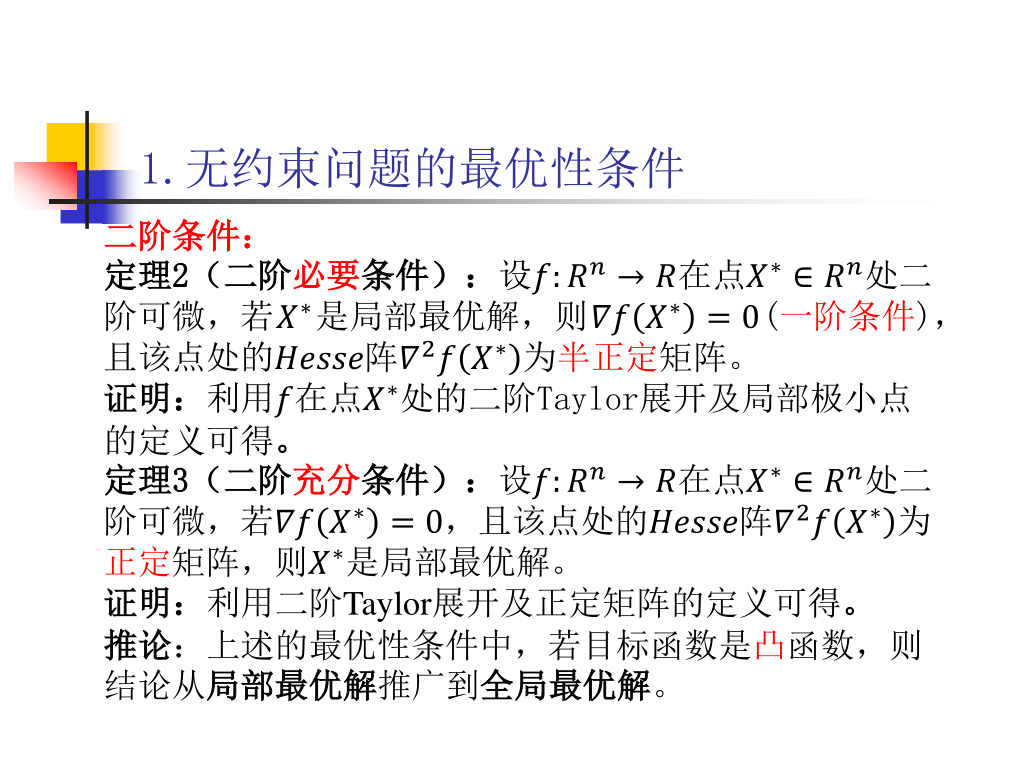 1.无约束问题的最优性条件
二阶条件：
定理2（二阶必要条件）：设𝑓: 𝑅ⁿ → 𝑅在点𝑋* ∈ 𝑅ⁿ处二
阶可微，若𝑋*是局部最优解，则∇𝑓(𝑋*) = 0(一阶条件)，
且该点处的𝐻𝑒𝑠𝑠𝑒阵∇²𝑓(𝑋*)为半正定矩阵。
证明：利用𝑓在点𝑋*处的二阶Taylor展开及局部极小点
的定义可得。
定理3（二阶充分条件）：设𝑓: 𝑅ⁿ → 𝑅在点𝑋* ∈ 𝑅ⁿ处二
阶可微，若∇𝑓(𝑋*) = 0，且该点处的𝐻𝑒𝑠𝑠𝑒阵∇²𝑓(𝑋*)为
正定矩阵，则𝑋*是局部最优解。
证明：利用二阶Taylor展开及正定矩阵的定义可得。
推论：上述的最优性条件中，若目标函数是凸函数，则
结论从局部最优解推广到全局最优解。